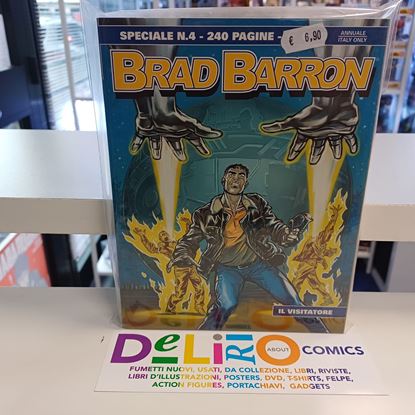 SPECIALE N.4 - 240 PAGINE -
€ 6,90
ANNUALE
ITALY ONLY
BRAD BARRON
IL VISITATORE
DeLiRiO ABOUT COMICS
FUMETTI NUOVI, USATI, DA COLLEZIONE, LIBRI, RIVISTE,
LIBRI D'ILLUSTRAZIONI, POSTERS, DVD, T-SHIRTS, FELPE,
ACTION FIGURES, PORTACHIAVI, GADGETS